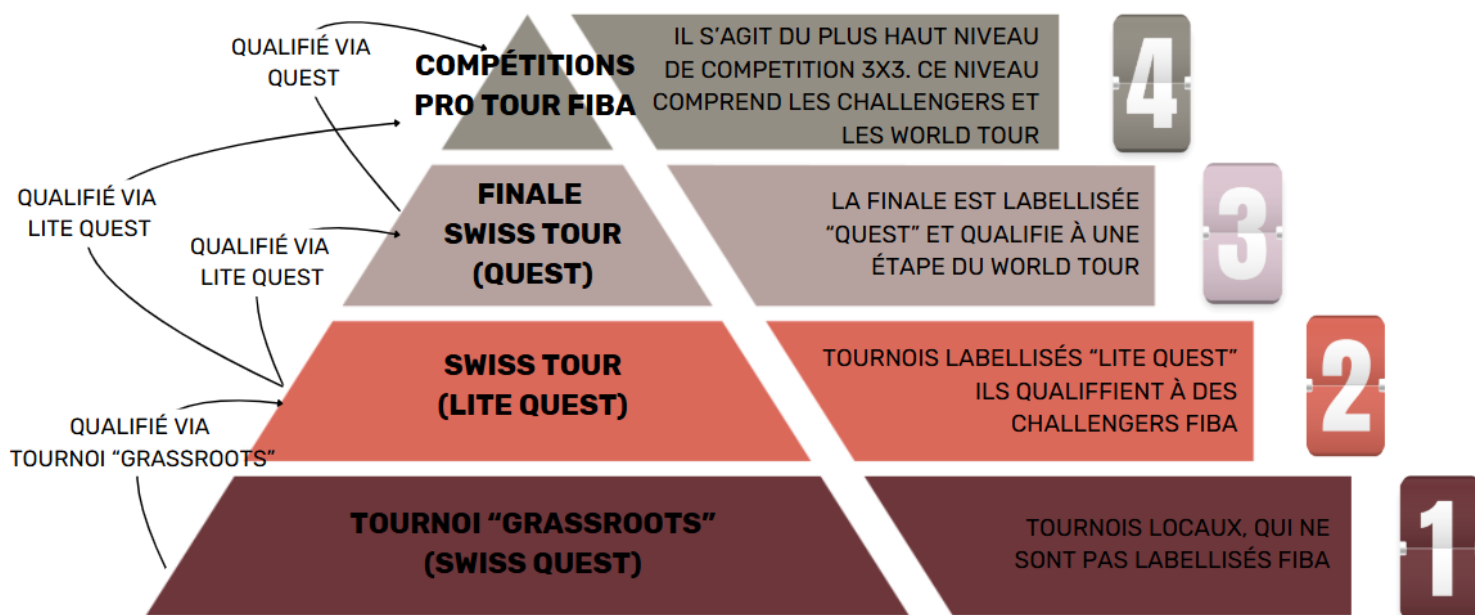 QUALIFIÉ VIA
QUEST
COMPÉTITIONS
PRO TOUR FIBA
IL S'AGIT DU PLUS HAUT NIVEAU
DE COMPETITION 3X3. CE NIVEAU
COMPREND LES CHALLENGERS ET
LES WORLD TOUR
4
QUALIFIÉ VIA
LITE QUEST
QUALIFIÉ VIA
LITE QUEST
FINALE
SWISS TOUR
(QUEST)
LA FINALE EST LABELLISÉE
“QUEST” ET QUALIFIE À UNE
ÉTAPE DU WORLD TOUR
3
SWISS TOUR
(LITE QUEST)
TOURNOIS LABELLISÉS “LITE QUEST”
ILS QUALIFFIENT À DES
CHALLENGERS FIBA
2
QUALIFIÉ VIA
TOURNOI “GRASSROOTS”
TOURNOI “GRASSROOTS”
(SWISS QUEST)
TOURNOIS LOCAUX, QUI NE
SONT PAS LABELLISÉS FIBA
1